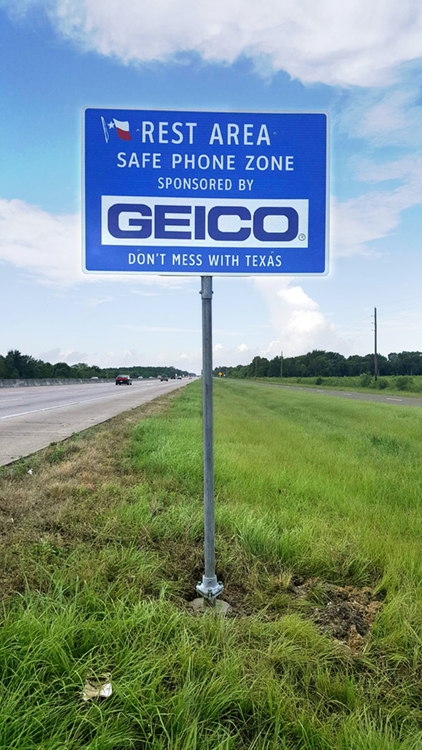 REST AREA
SAFE PHONE ZONE
SPONSORED BY
GEICO®
DON'T MESS WITH TEXAS